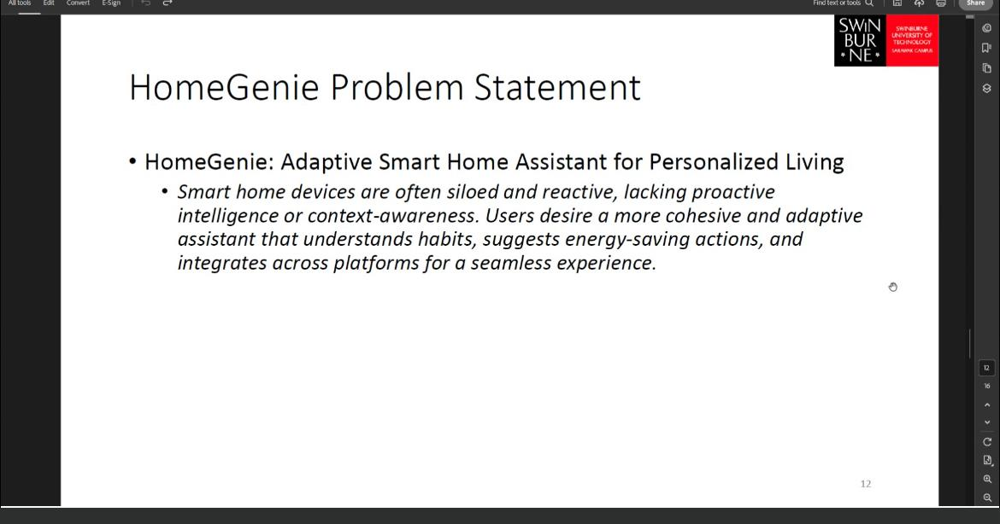 All tools Edit Convert E-Sign Find text or tools Share
SWiN
BUR
* NE *
SWINBURNE
UNIVERSITY OF
TECHNOLOGY
SARAWAK CAMPUS
HomeGenie Problem Statement
• HomeGenie: Adaptive Smart Home Assistant for Personalized Living
• Smart home devices are often siloed and reactive, lacking proactive
intelligence or context-awareness. Users desire a more cohesive and adaptive
assistant that understands habits, suggests energy-saving actions, and
integrates across platforms for a seamless experience.
12
16
12